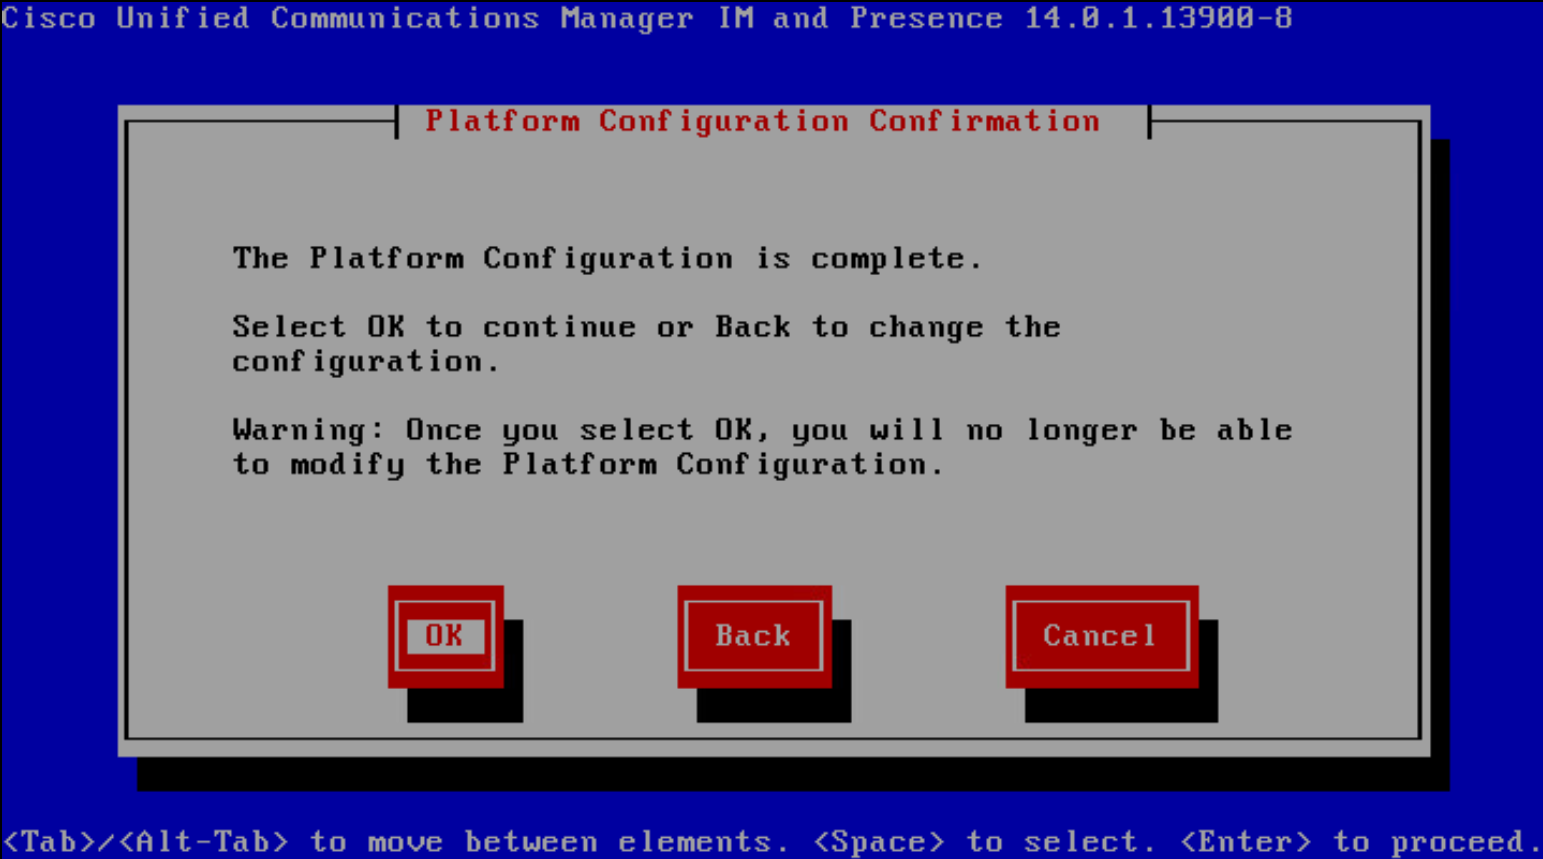 Cisco Unified Communications Manager IM and Presence 14.0.1.13900-8
Platform Configuration Confirmation
The Platform Configuration is complete.
Select OK to continue or Back to change the
configuration.
Warning: Once you select OK, you will no longer be able
to modify the Platform Configuration.
OK
Back
Cancel
<Tab>/<Alt-Tab> to move between elements. <Space> to select. <Enter> to proceed.